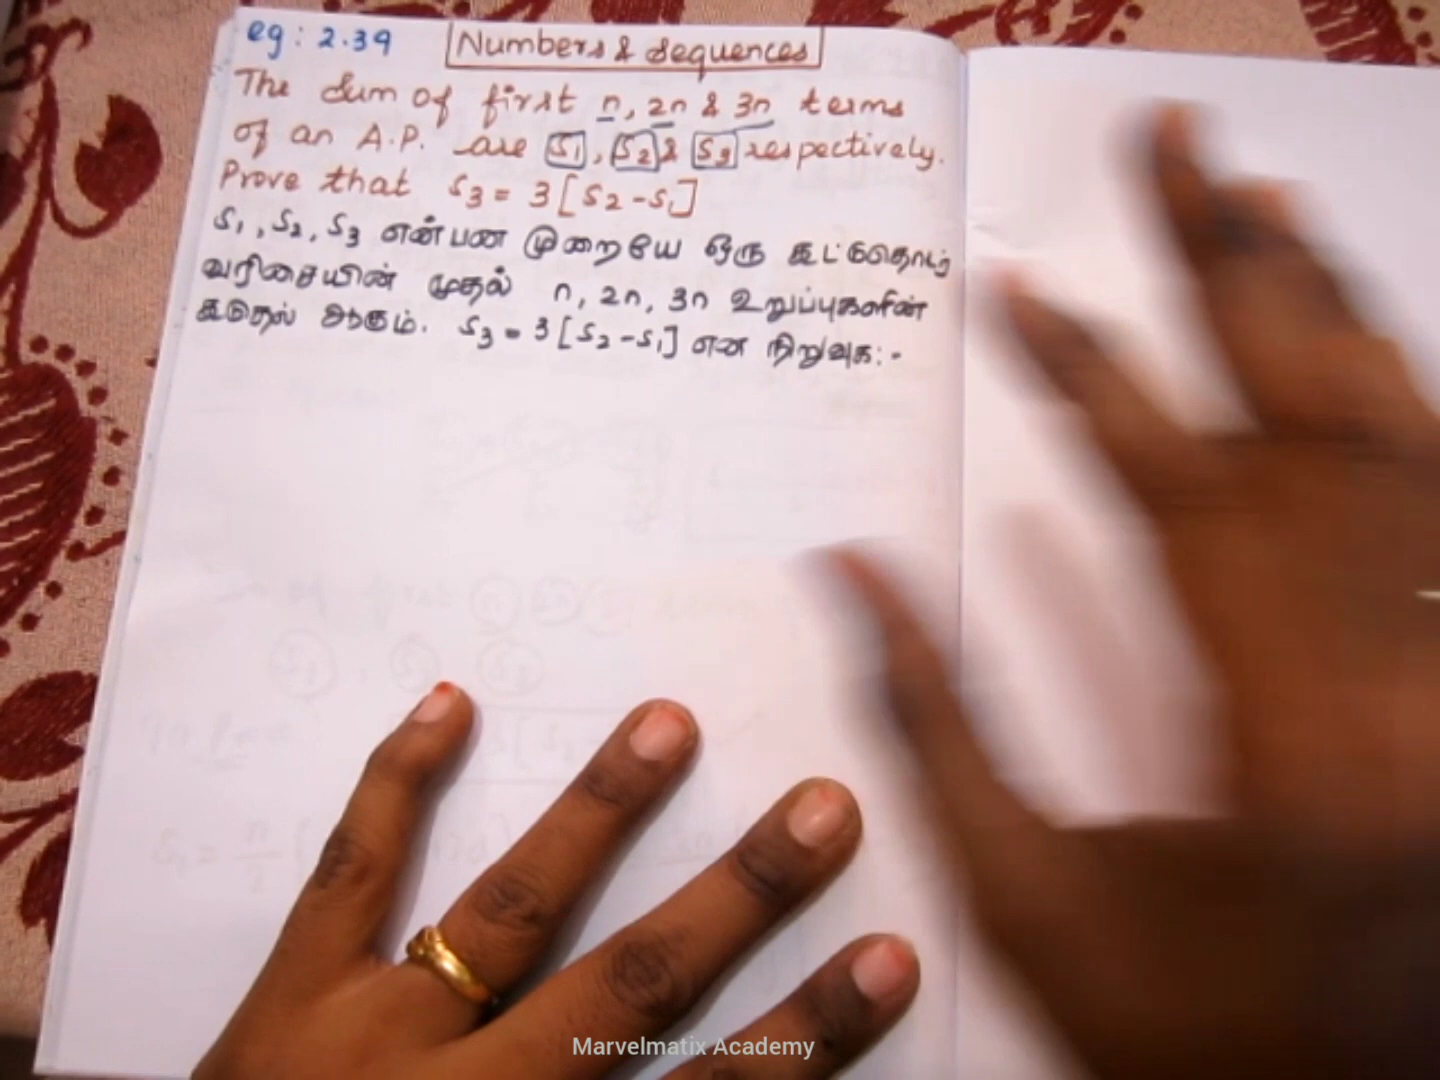 eg: 2.39
Numbers & Sequences
The Sum of first n, 2n & 3n terms
of an A.P. are S1, S2 & S3 respectively.
Prove that S3 = 3[S2-S1]
S1, S2, S3 என்பன முறையே ஒரு கூட்டுத்தொடர்
வரிசையின் முதல் n, 2n, 3n உறுப்புகளின்
கூடுதல் ஆகும். S3 = 3[S2-S1] என நிறுவுக:-
Marvelmatix Academy